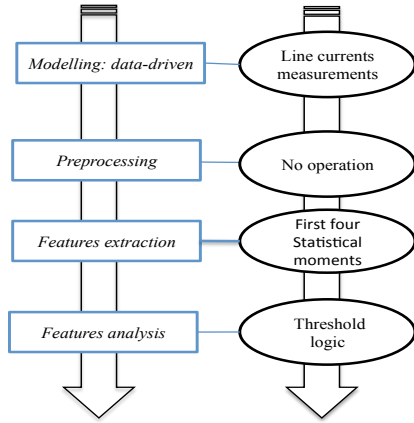 Modelling: data-driven
Line currents
measurements
Preprocessing
No operation
Features extraction
First four
Statistical
moments
Features analysis
Threshold
logic